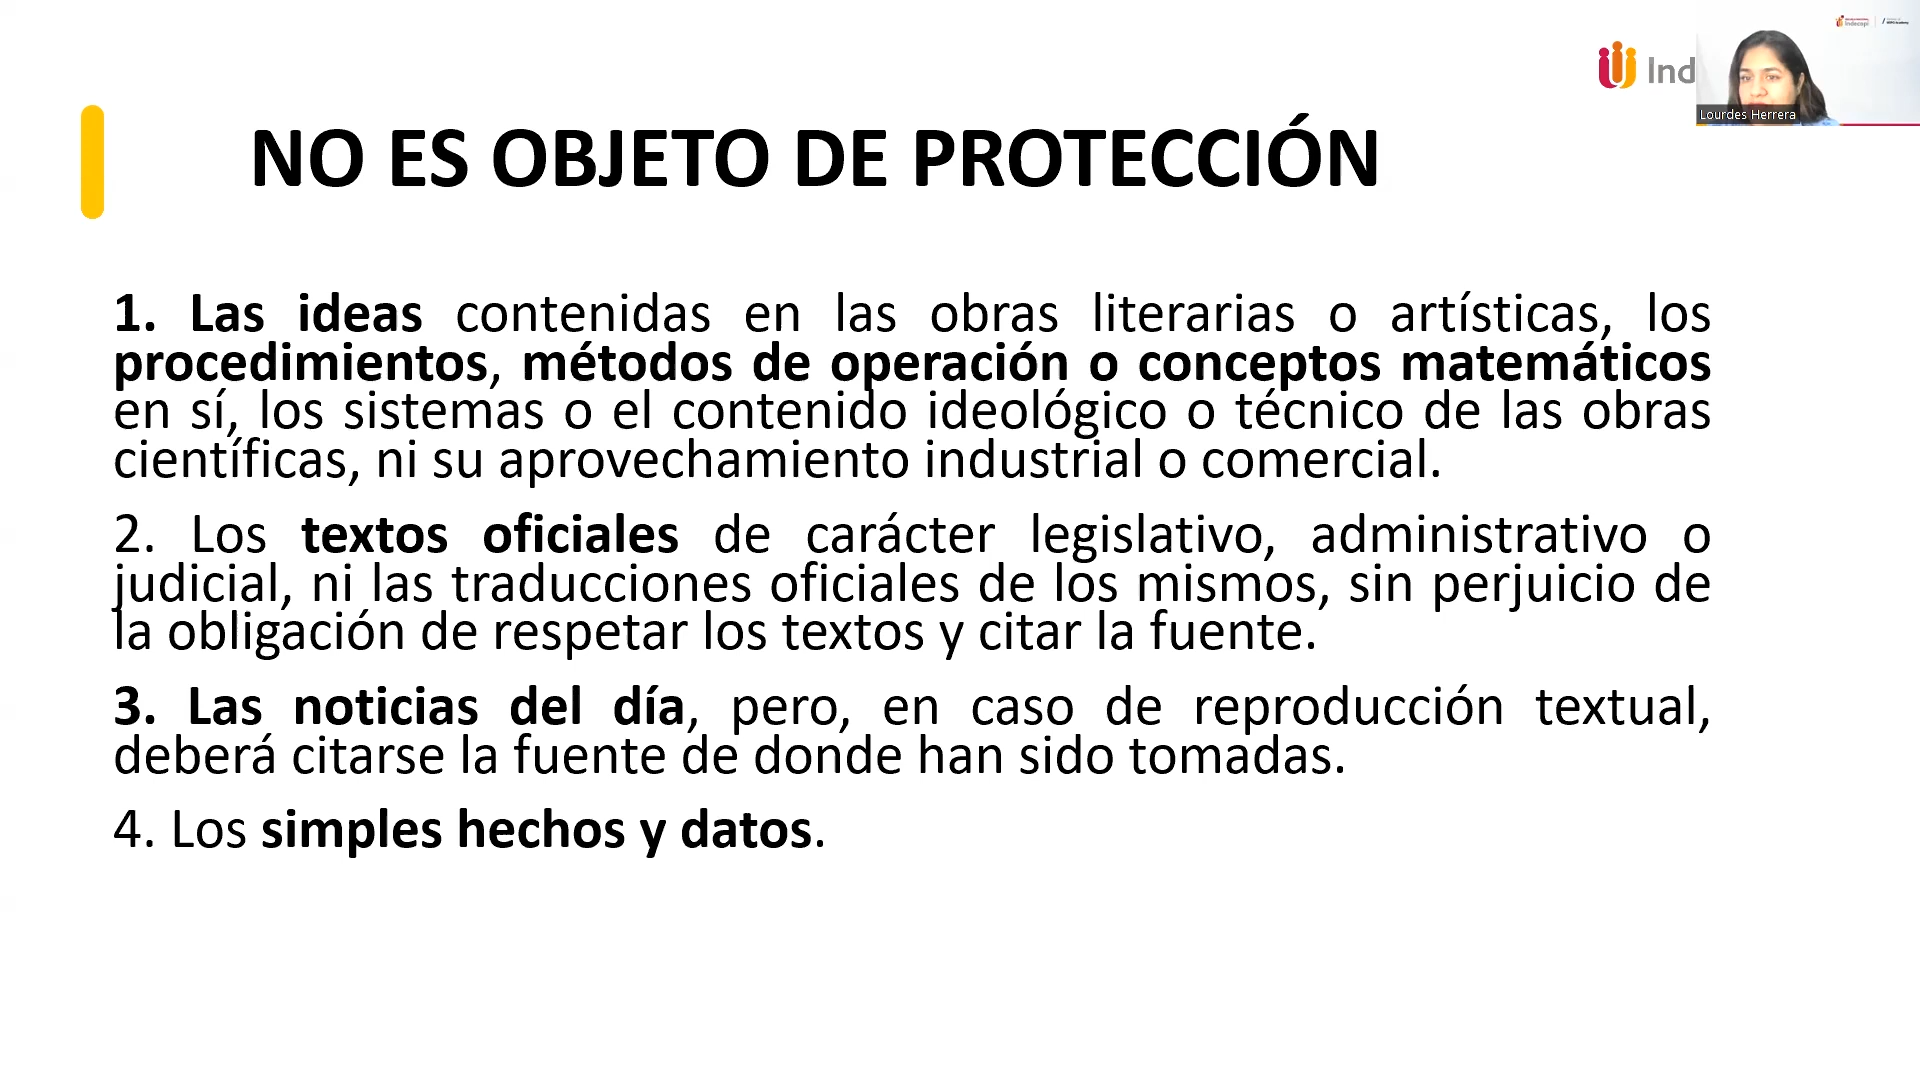 Ind
Lourdes Herrera
NO ES OBJETO DE PROTECCIÓN
1. Las ideas contenidas en las obras literarias o artísticas, los
procedimientos, métodos de operación o conceptos matemáticos
en sí, los sistemas o el contenido ideológico o técnico de las obras
científicas, ni su aprovechamiento industrial o comercial.
2. Los textos oficiales de carácter legislativo, administrativo o
judicial, ni las traducciones oficiales de los mismos, sin perjuicio de
la obligación de respetar los textos y citar la fuente.
3. Las noticias del día, pero, en caso de reproducción textual,
deberá citarse la fuente de donde han sido tomadas.
4. Los simples hechos y datos.